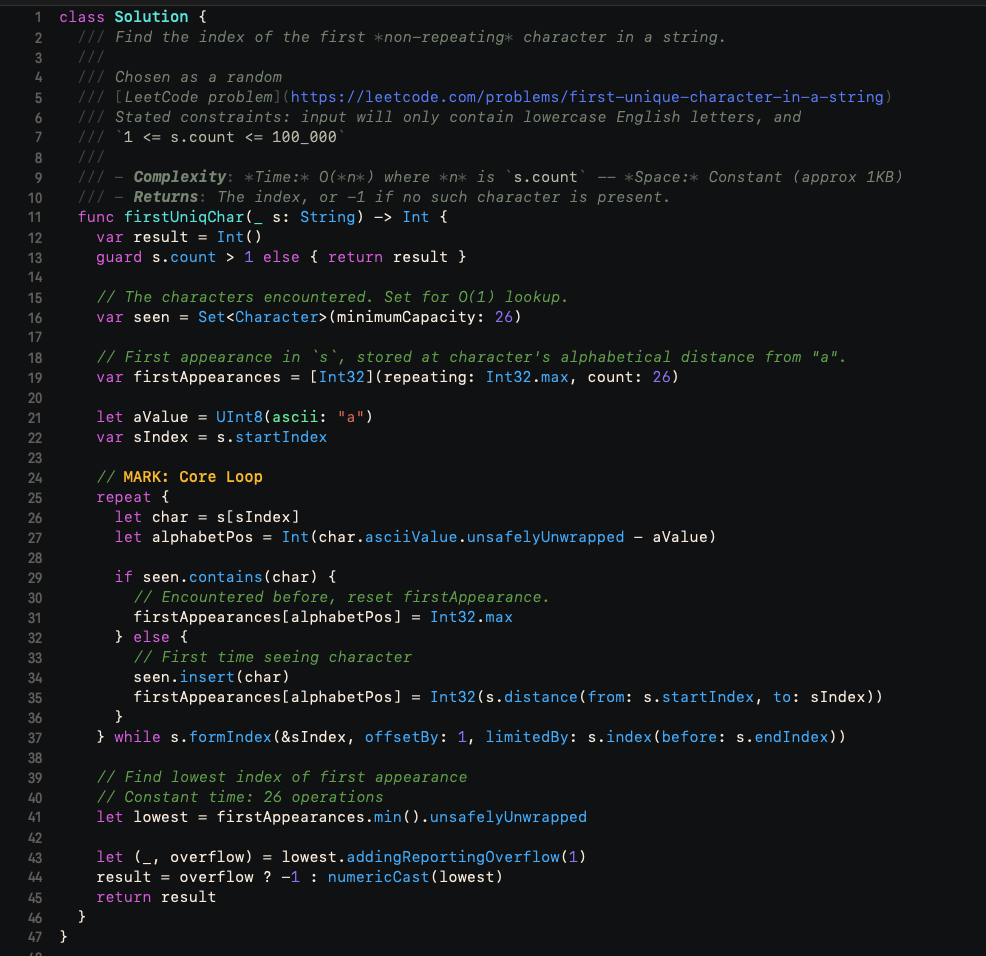 1 class Solution {
2 /// Find the index of the first *non-repeating* character in a string.
3 ///
4 /// Chosen as a random
5 /// [LeetCode problem](https://leetcode.com/problems/first-unique-character-in-a-string)
6 /// Stated constraints: input will only contain lowercase English letters, and
7 /// `1 <= s.count <= 100_000`
8 ///
9 /// - Complexity: *Time:* O(*n*) where *n* is `s.count` -- *Space:* Constant (approx 1KB)
10 /// - Returns: The index, or -1 if no such character is present.
11 func firstUniqChar(_ s: String) -> Int {
12 var result = Int()
13 guard s.count > 1 else { return result }
14
15 // The characters encountered. Set for O(1) lookup.
16 var seen = Set<Character>(minimumCapacity: 26)
17
18 // First appearance in `s`, stored at character's alphabetical distance from "a".
19 var firstAppearances = [Int32](repeating: Int32.max, count: 26)
20
21 let aValue = UInt8(ascii: "a")
22 var sIndex = s.startIndex
23
24 // MARK: Core Loop
25 repeat {
26 let char = s[sIndex]
27 let alphabetPos = Int(char.asciiValue.unsafelyUnwrapped - aValue)
28
29 if seen.contains(char) {
30 // Encountered before, reset firstAppearance.
31 firstAppearances[alphabetPos] = Int32.max
32 } else {
33 // First time seeing character
34 seen.insert(char)
35 firstAppearances[alphabetPos] = Int32(s.distance(from: s.startIndex, to: sIndex))
36 }
37 } while s.formIndex(&sIndex, offsetBy: 1, limitedBy: s.index(before: s.endIndex))
38
39 // Find lowest index of first appearance
40 // Constant time: 26 operations
41 let lowest = firstAppearances.min().unsafelyUnwrapped
42
43 let (_, overflow) = lowest.addingReportingOverflow(1)
44 result = overflow ? -1 : numericCast(lowest)
45 return result
46 }
47 }